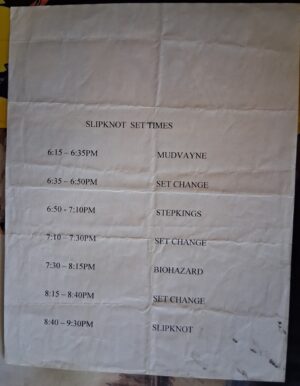 SLIPKNOT SET TIMES
6:15 – 6:35PM MUDVAYNE
6:35 – 6:50PM SET CHANGE
6:50 - 7:10PM STEPKINGS
7:10 – 7.30PM SET CHANGE
7:30 – 8:15PM BIOHAZARD
8:15 – 8:40PM SET CHANGE
8:40 – 9:30PM SLIPKNOT